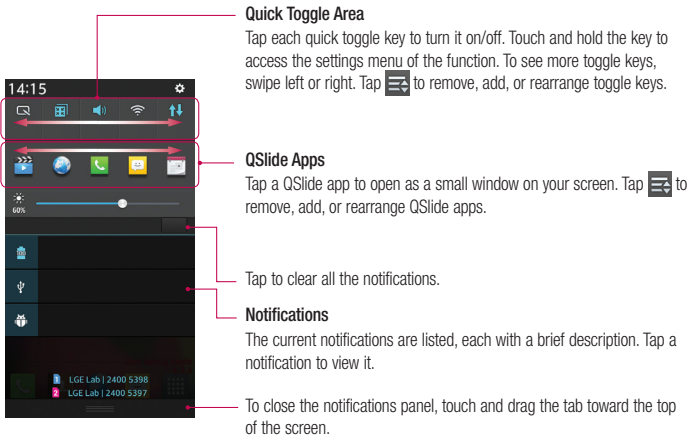 Quick Toggle Area
Tap each quick toggle key to turn it on/off. Touch and hold the key to
access the settings menu of the function. To see more toggle keys,
swipe left or right. Tap to remove, add, or rearrange toggle keys.
14:15
QSlide Apps
Tap a QSlide app to open as a small window on your screen. Tap to
remove, add, or rearrange QSlide apps.
60%
Tap to clear all the notifications.
Notifications
The current notifications are listed, each with a brief description. Tap a
notification to view it.
1 LGE Lab | 2400 5398
2 LGE Lab | 2400 5397
To close the notifications panel, touch and drag the tab toward the top
of the screen.